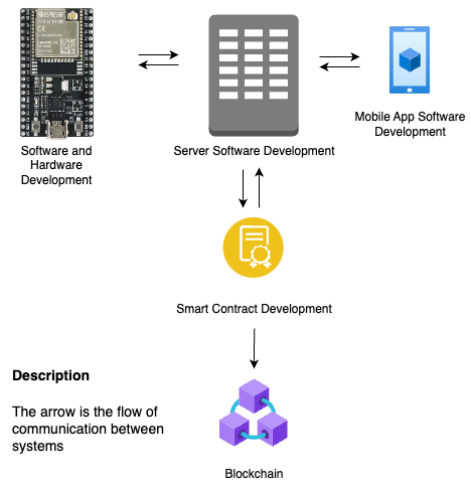 Software and
Hardware
Development
Server Software Development
Mobile App Software
Development
Smart Contract Development
Description
The arrow is the flow of
communication between
systems
Blockchain